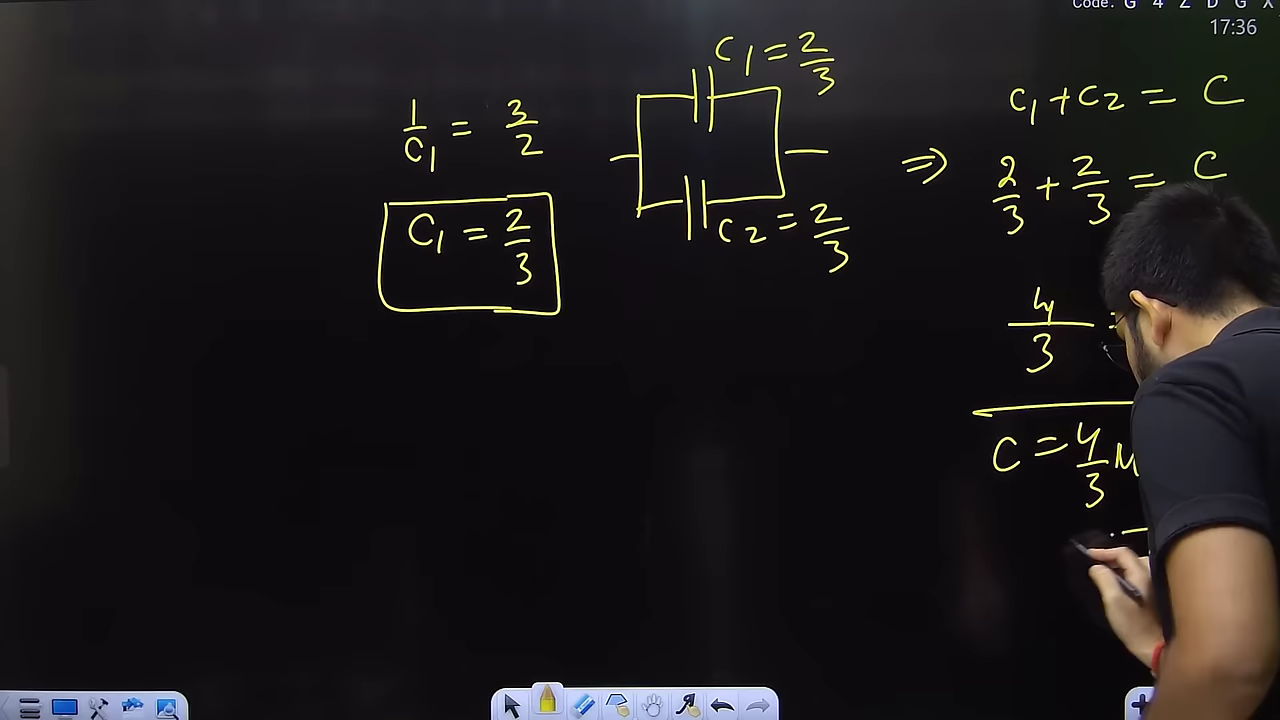 Code: G 4 Z D G X
17:36
1/C₁ = 3/2
C₁ = 2/3
C₁ = 2/3
C₂ = 2/3
⇒ C₁ + C₂ = C
2/3 + 2/3 = C
4/3 =
C = 4/3 M